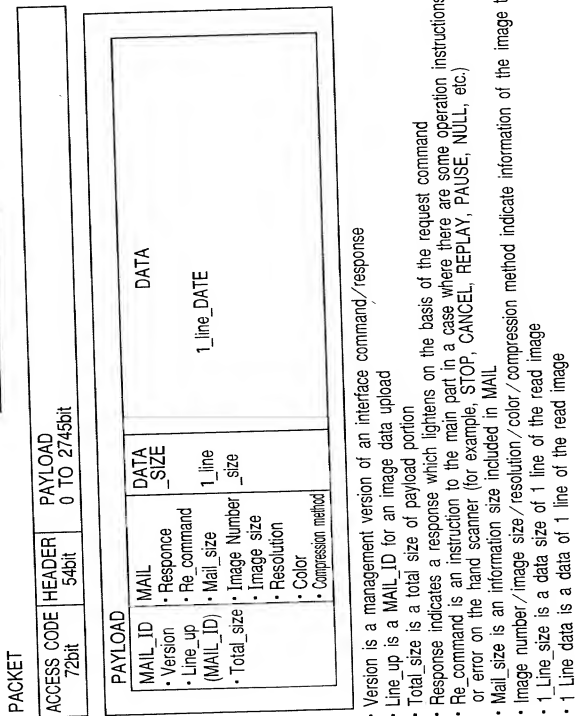 PACKET
ACCESS CODE HEADER PAYLOAD
72bit 54bit 0 TO 2745bit
PAYLOAD
MAIL_ID
・Version
・Line_up
(MAIL_ID)
・Total_size
MAIL
・Responce
・Re_command
・Mail_size
・Image Number
・Image size
・Resolution
・Color
・Compression method
DATA
_SIZE
1_line
_size
DATA
1_line_DATE
・Version is a management version of an interface command/response
・Line_up is a MAIL_ID for an image data upload
・Total_size is a total size of payload portion
・Response indicates a response which lightens on the basis of the request command
・Re_command is an instruction to the main part in a case where there are some operation instructions
or error on the hand scanner (for example, STOP, CANCEL, REPLAY, PAUSE, NULL, etc.)
・Mail_size is an information size included in MAIL
・Image number/image size/resolution/color/compression method indicate information of the image
・1_Line_size is a data size of 1 line of the read image
・1 Line data is a data of 1 line of the read image